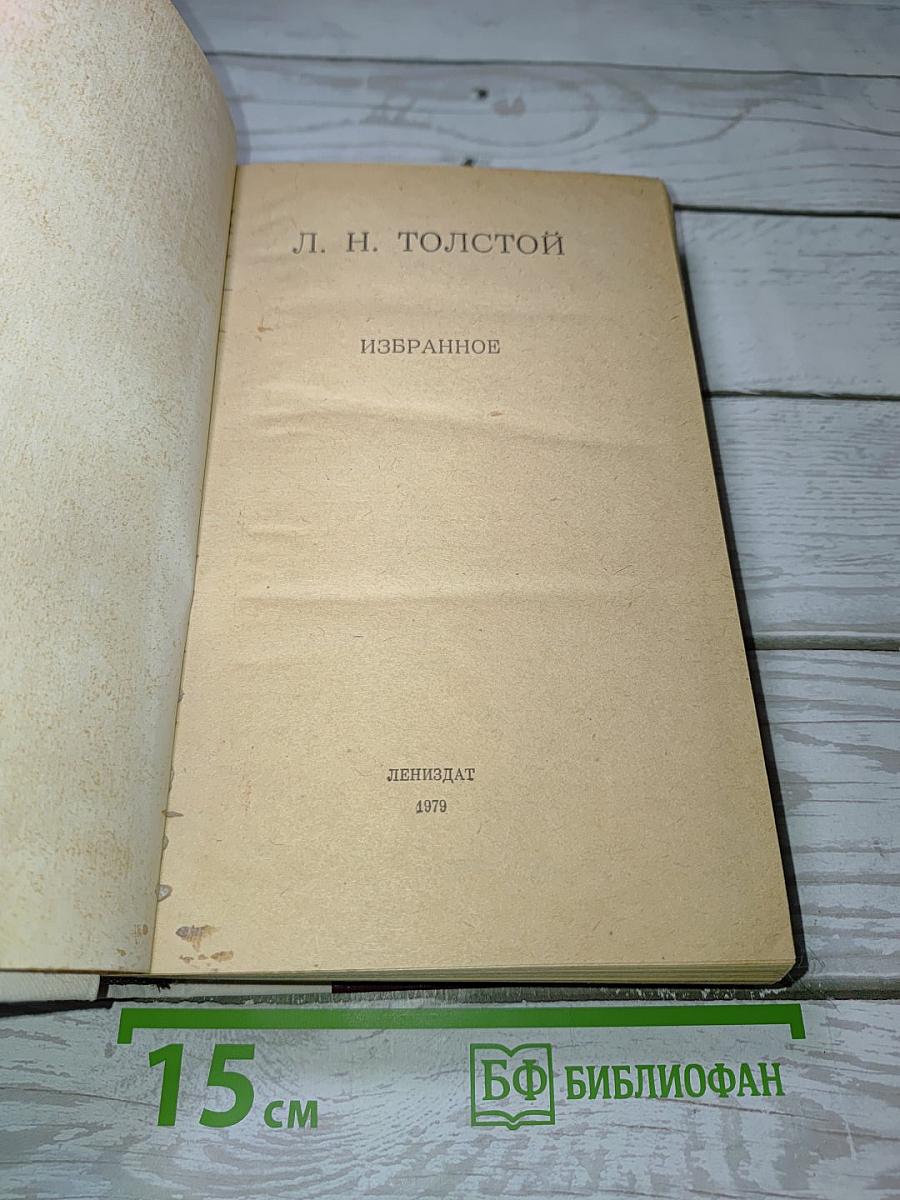 Л. Н. ТОЛСТОЙ
ИЗБРАННОЕ
ЛЕНИЗДАТ
1979
15 см
БФ БИБЛИОФАН